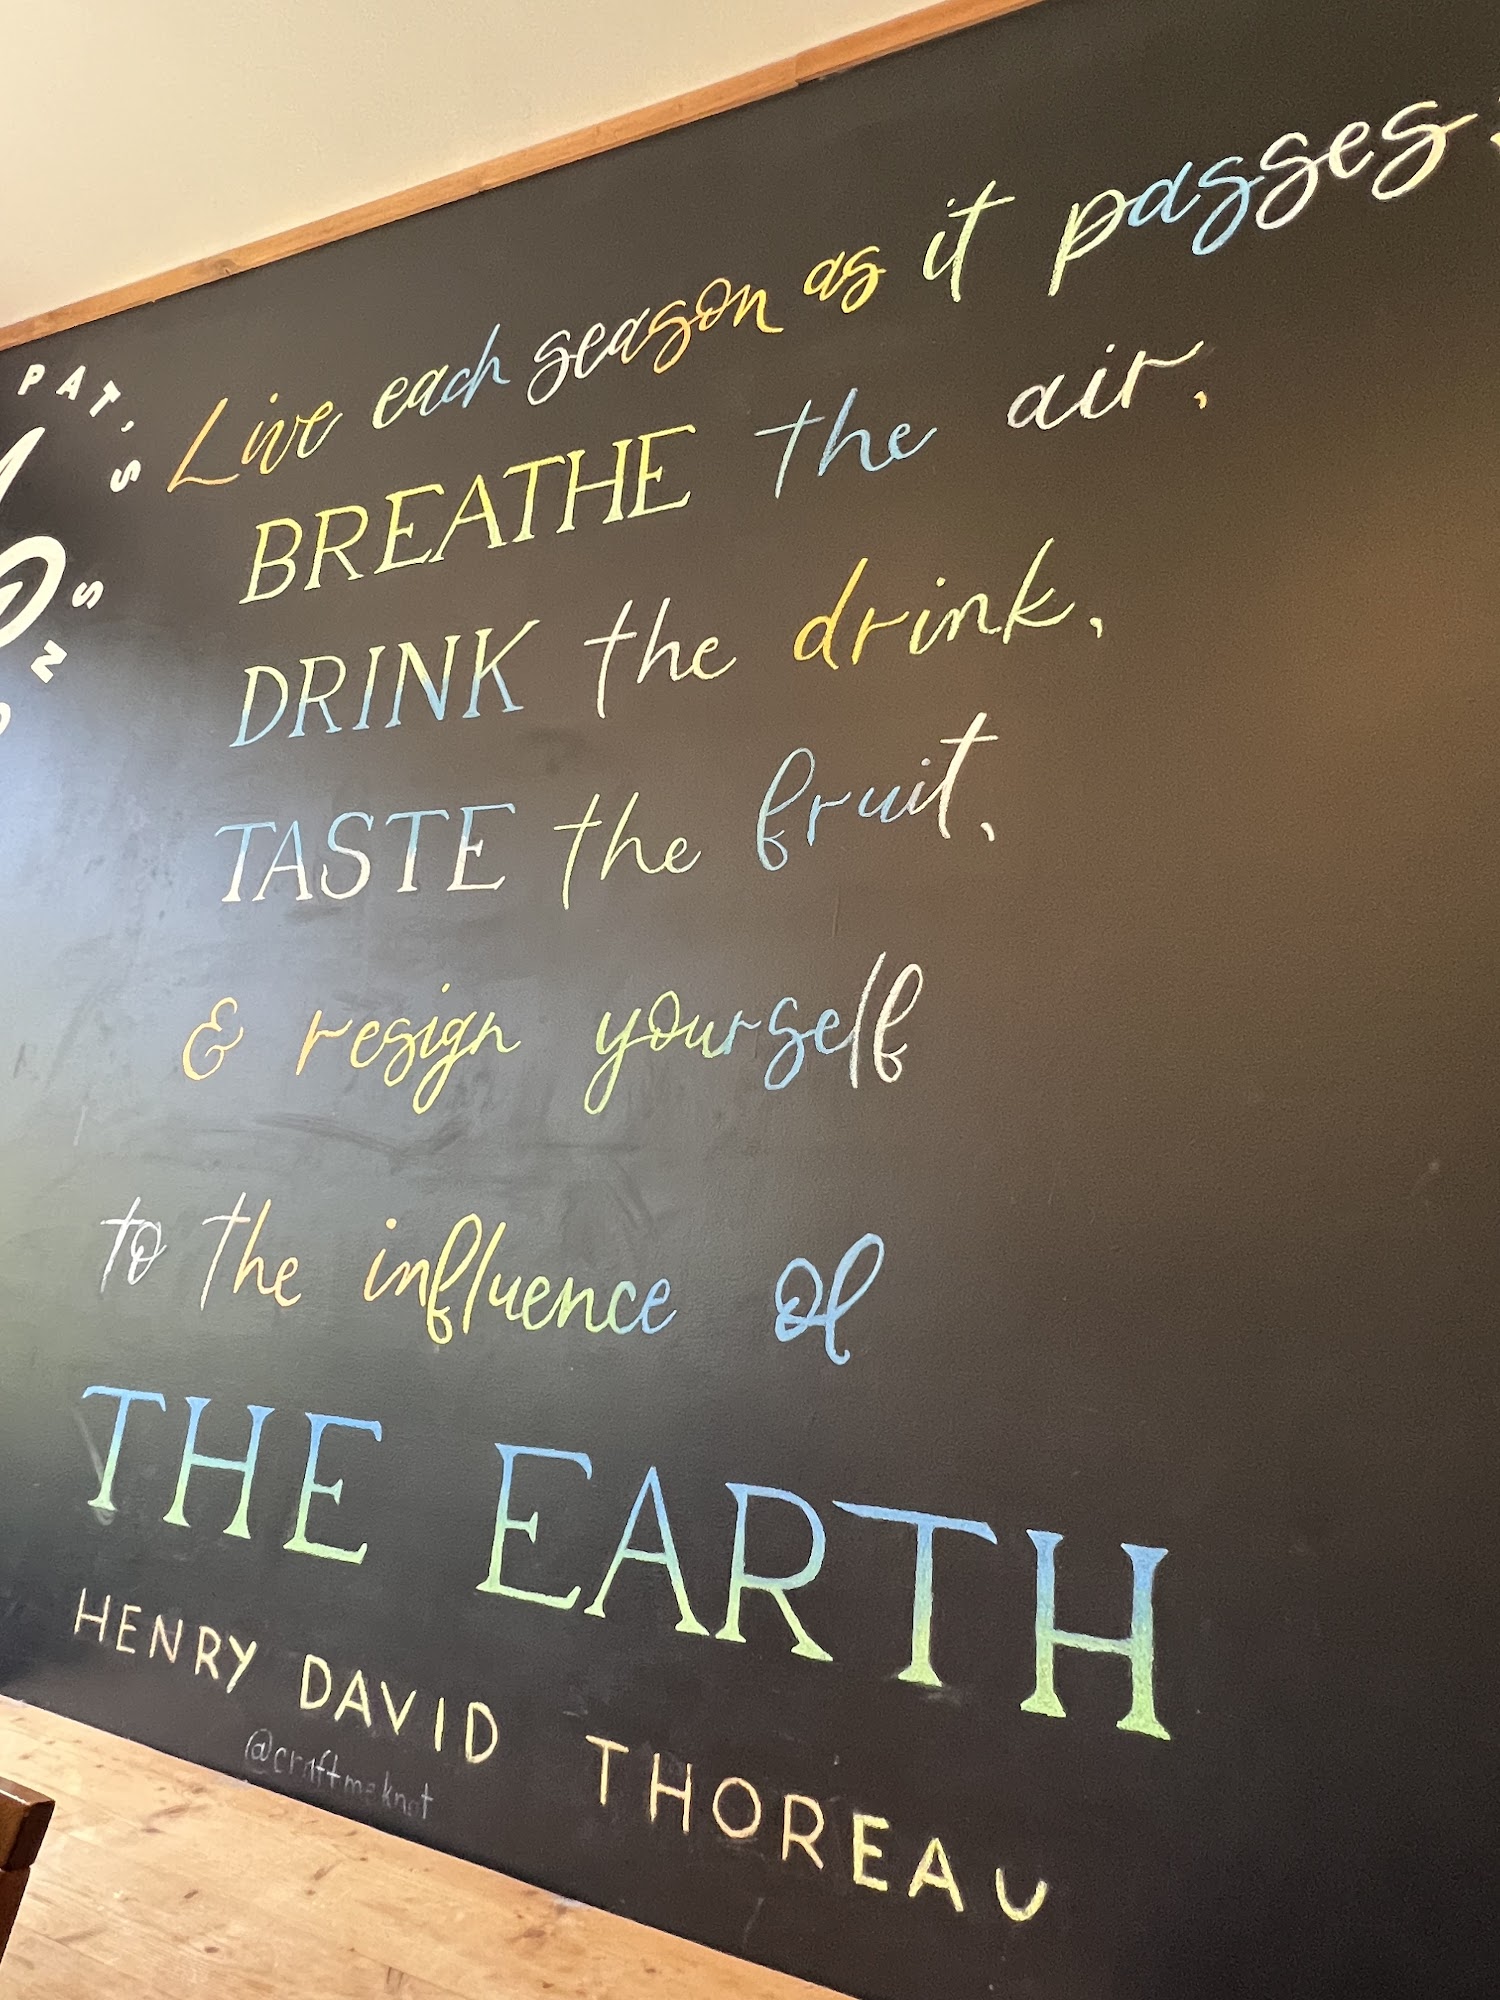 PAT'S
Live each season as it passes;
BREATHE the air,
DRINK the drink,
TASTE the fruit,
& resign yourself
to the influence of
THE EARTH
HENRY DAVID THOREAU
@craftmeknot